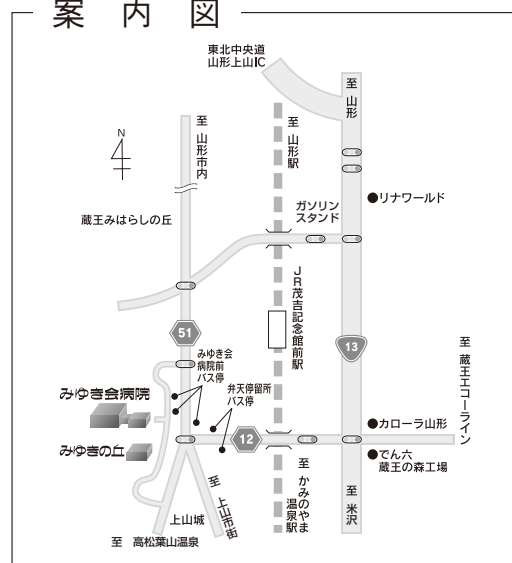 案内図
東北中央道
山形上山IC
至 山形
至 山形市内
至 山形駅
N
4
リナワールド
ガソリン
スタンド
蔵王みはらしの丘
JR茂吉記念館前駅
51
13
至 蔵王エコーライン
みゆき会
病院前
バス停
弁天停留所
バス停
みゆき会病院
カローラ山形
12
みゆきの丘
でん六
蔵王の森工場
至 かみのやま
温泉駅
至 上山市街
至 米沢
上山城
至 高松葉山温泉